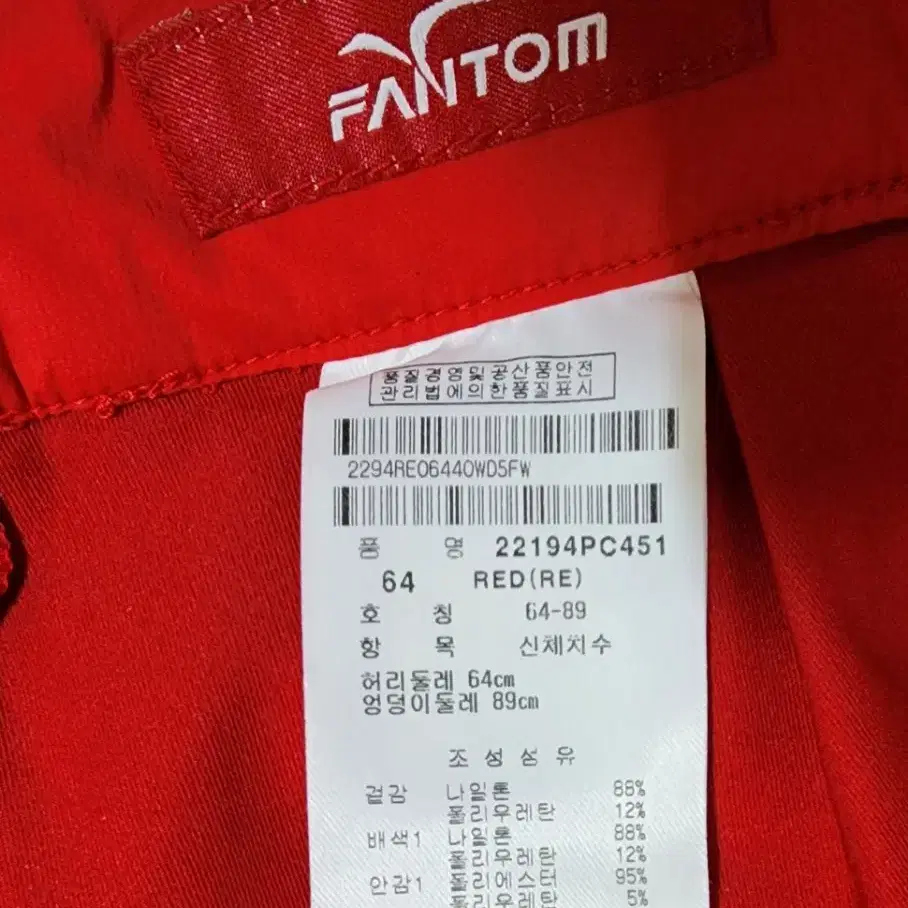 FANTOM
품질경영및공산품안전
관리법에의한품질표시
2294RE06440WD5FW
품 명 22194PC451
64 RED(RE)
호 칭 64-89
항 목 신체치수
허리둘레 64cm
엉덩이둘레 89cm
조 성 섬 유
겉감 나일론 88%
폴리우레탄 12%
배색1 나일론 88%
폴리우레탄 12%
안감1 폴리에스터 95%
폴리우레탄 5%